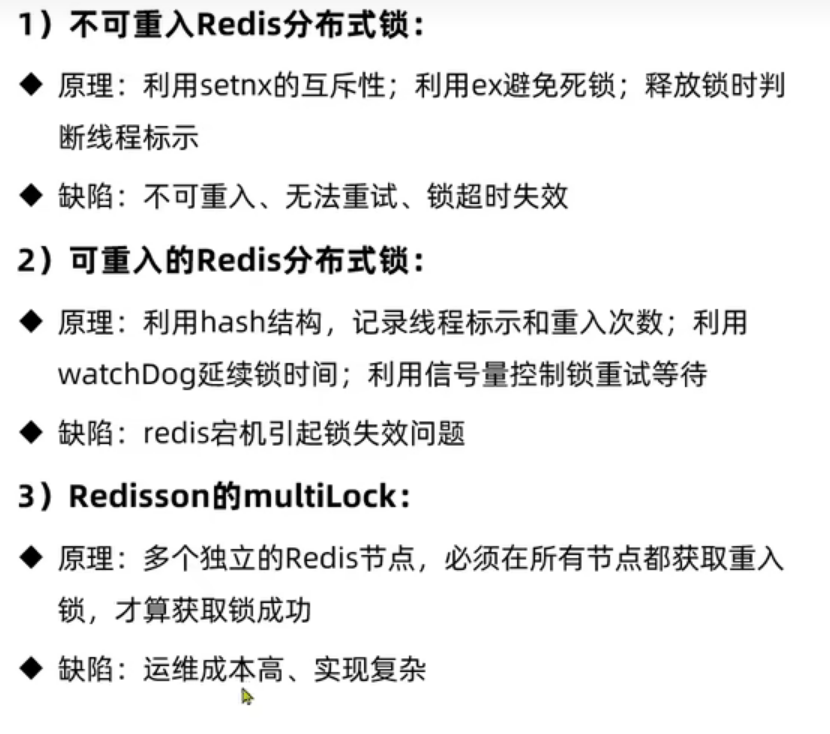 1）不可重入Redis分布式锁：
◆ 原理：利用setnx的互斥性；利用ex避免死锁；释放锁时判
断线程标示
◆ 缺陷：不可重入、无法重试、锁超时失效
2）可重入的Redis分布式锁：
◆ 原理：利用hash结构，记录线程标示和重入次数；利用
watchDog延续锁时间；利用信号量控制锁重试等待
◆ 缺陷：redis宕机引起锁失效问题
3）Redisson的multiLock：
◆ 原理：多个独立的Redis节点，必须在所有节点都获取重入
锁，才算获取锁成功
◆ 缺陷：运维成本高、实现复杂